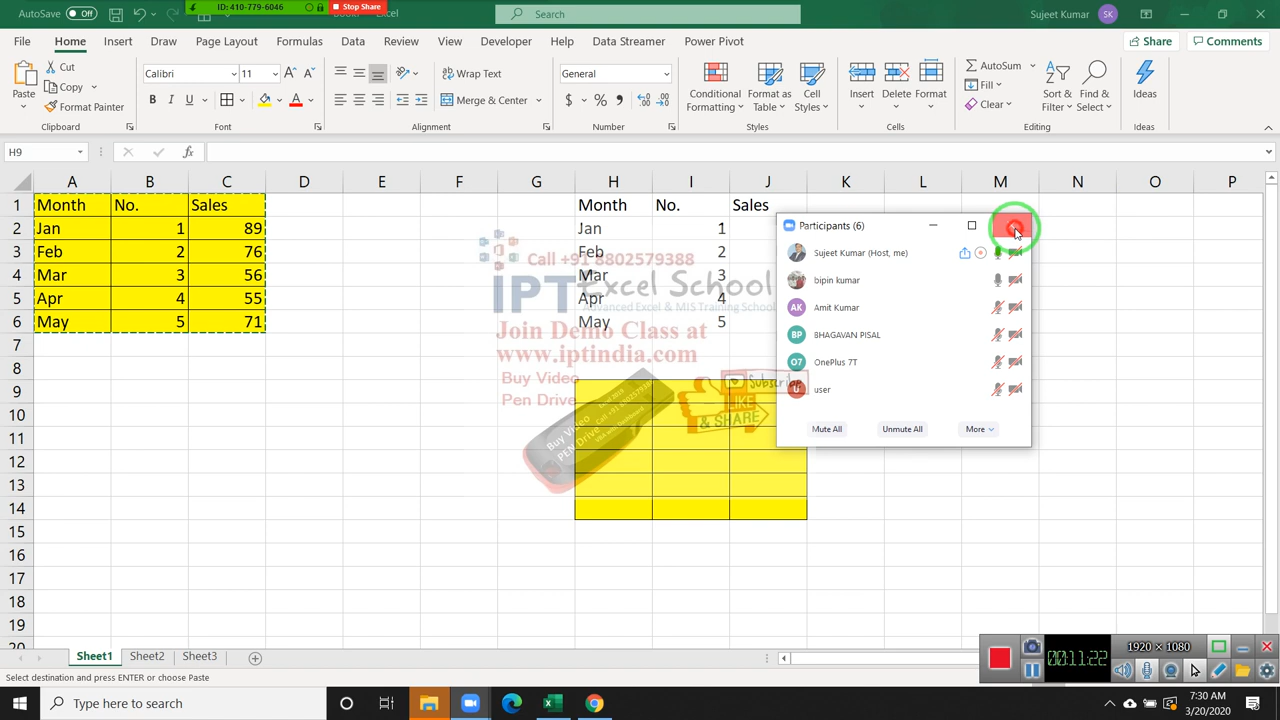 AutoSave Off
ID: 410-779-6046
Stop Share
Search
Sujeet Kumar SK
File Home Insert Draw Page Layout Formulas Data Review View Developer Help Data Streamer Power Pivot
Share Comments
Paste
Cut
Copy
Format Painter
Calibri 11
B I U
Wrap Text
Merge & Center
General
Conditional Formatting
Format as Table
Cell Styles
Insert Delete Format
AutoSum
Fill
Clear
Sort & Filter
Find & Select
Ideas
Clipboard Font Alignment Number Styles Cells Editing Ideas
H9 fx
A B C D E F G H I J K L M N O P
1 Month No. Sales Month No. Sales
2 Jan 1 89 Jan 1
3 Feb 2 76 Feb 2
4 Mar 3 56 Mar 3
5 Apr 4 55 Apr 4
6 May 5 71 May 5
7
8
9
10
11
12
13
14
15
16
17
18
19
20
Call +91 8802579388
IPT Excel School
Advanced Excel & MIS Training School
Join Demo Class at
www.iptindia.com
Buy Video
Pen Drive
Subscribe
LIKE
& SHARE
Participants (6)
Sujeet Kumar (Host, me)
bipin kumar
AK Amit Kumar
BP BHAGAVAN PISAL
O7 OnePlus 7T
U user
Mute All Unmute All More
Sheet1 Sheet2 Sheet3
Select destination and press ENTER or choose Paste
00:11:22
1920 × 1080
Type here to search
7:30 AM
3/20/2020